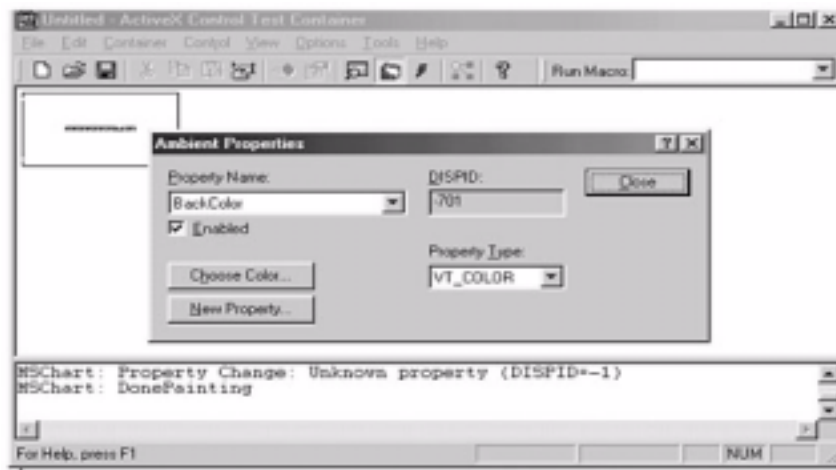 Untitled - ActiveX Control Test Container
File Edit Container Control View Options Tools Help
Run Macro:
Ambient Properties
Property Name:
DISPID:
Close
BackColor
-701
Enabled
Property Type:
Choose Color...
VT_COLOR
New Property...
MSChart: Property Change: Unknown property (DISPID=-1)
MSChart: DonePainting
For Help, press F1
NUM